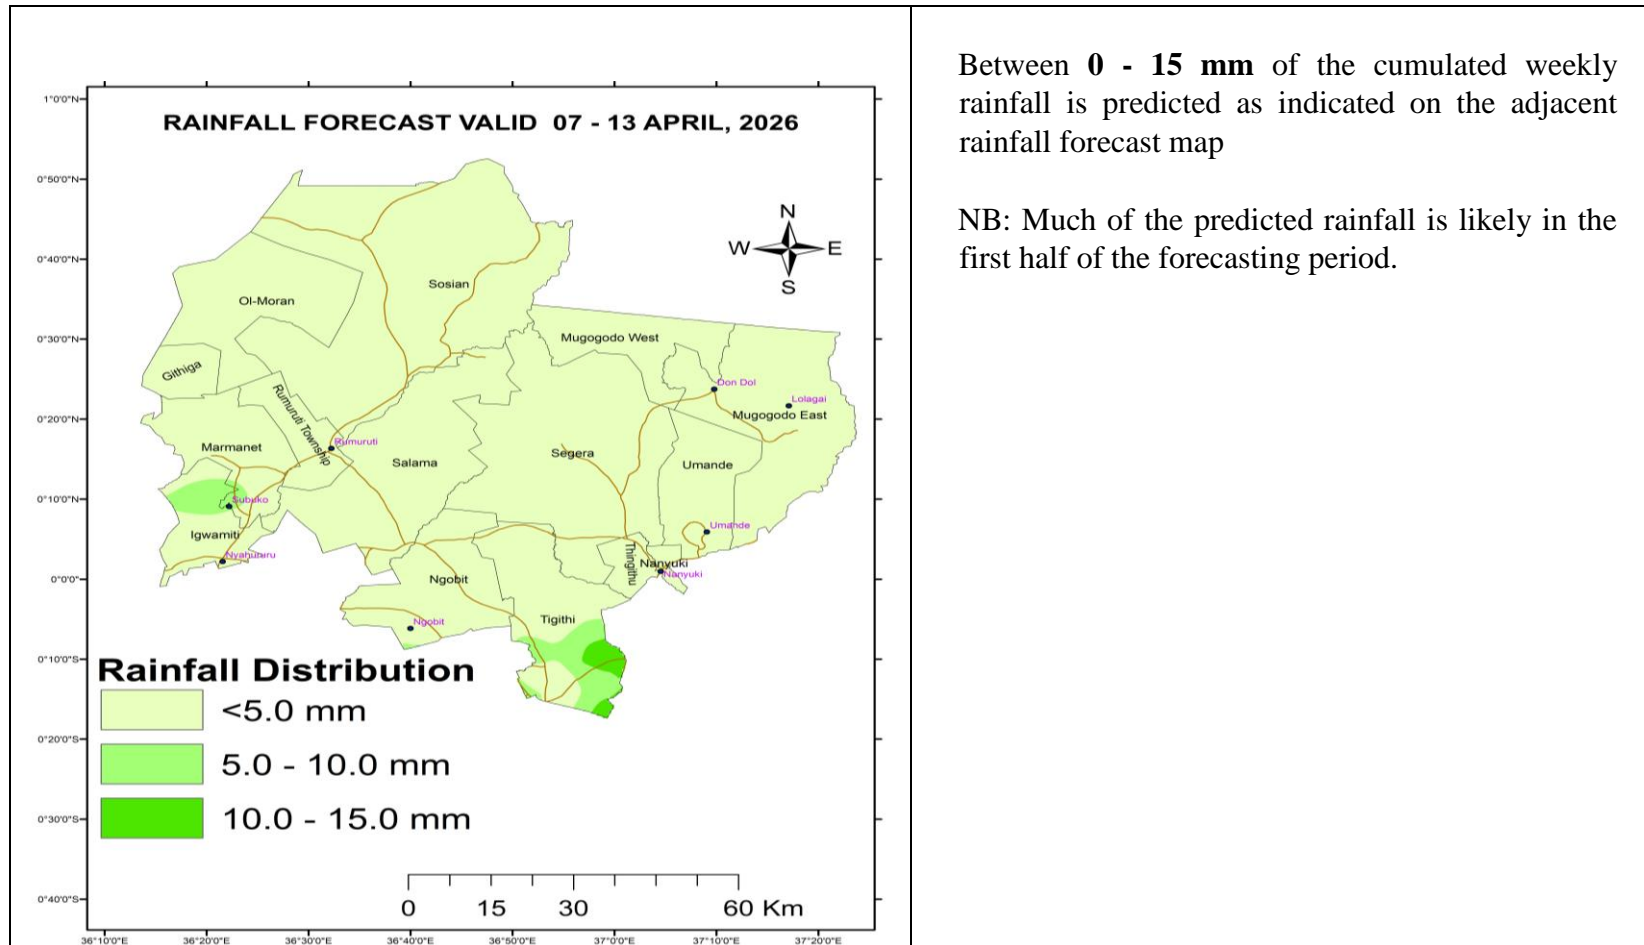 RAINFALL FORECAST VALID 07 - 13 APRIL, 2026
1°0'0"N
0°50'0"N
0°40'0"N
0°30'0"N
0°20'0"N
0°10'0"N
0°0'0"
0°10'0"S
0°20'0"S
0°30'0"S
0°40'0"S
N
W E
S
Sosian
Ol-Moran
Mugogodo West
Githiga
Don Dol
Lolagai
Mugogodo East
Rumuruti Township
Rumuruti
Marmanet
Salama
Segera
Umande
Subuko
Umande
Igwamiti
Nyahururu
Thingithu
Nanyuki
Nanyuki
Ngobit
Tigithi
Ngobit
Rainfall Distribution
<5.0 mm
5.0 - 10.0 mm
10.0 - 15.0 mm
0 15 30 60 Km
36°10'0"E 36°20'0"E 36°30'0"E 36°40'0"E 36°50'0"E 37°0'0"E 37°10'0"E 37°20'0"E
Between 0 - 15 mm of the cumulated weekly
rainfall is predicted as indicated on the adjacent
rainfall forecast map
NB: Much of the predicted rainfall is likely in the
first half of the forecasting period.